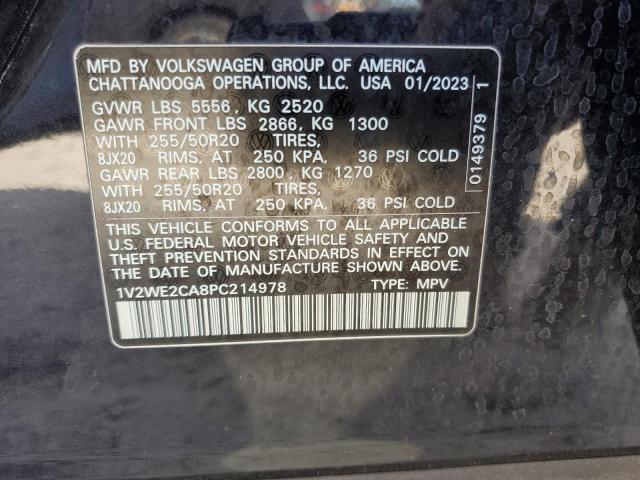 MFD BY VOLKSWAGEN GROUP OF AMERICA
CHATTANOOGA OPERATIONS, LLC. USA 01/2023
GVWR LBS 5556, KG 2520
GAWR FRONT LBS 2866, KG 1300
WITH 255/50R20 TIRES,
8JX20 RIMS, AT 250 KPA, 36 PSI COLD
GAWR REAR LBS 2800, KG 1270
WITH 255/50R20 TIRES,
8JX20 RIMS, AT 250 KPA, 36 PSI COLD
THIS VEHICLE CONFORMS TO ALL APPLICABLE
U.S. FEDERAL MOTOR VEHICLE SAFETY AND
THEFT PREVENTION STANDARDS IN EFFECT ON
DATE OF MANUFACTURE SHOWN ABOVE.
1V2WE2CA8PC214978 TYPE: MPV
0149379 1